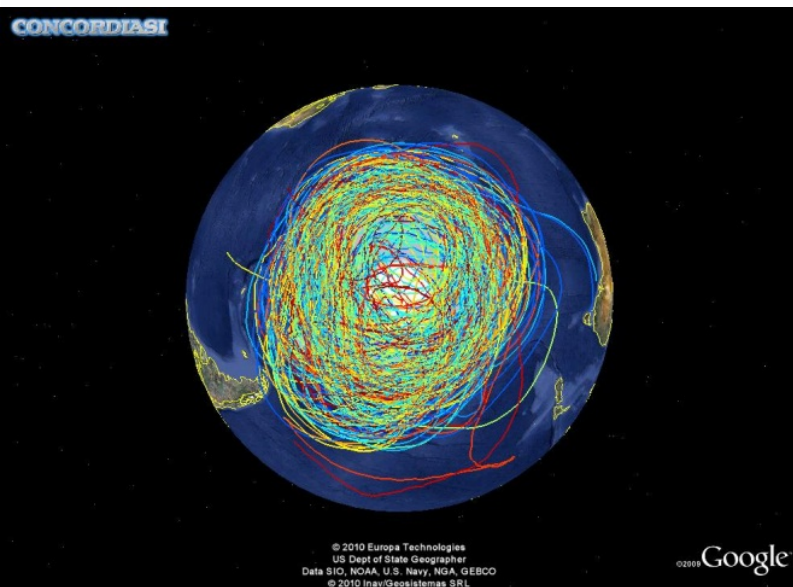 CONCORDIASI
© 2010 Europa Technologies
US Dept of State Geographer
Data SIO, NOAA, U.S. Navy, NGA, GEBCO
© 2010 Inav/Geosistemas SRL
©2009 Google